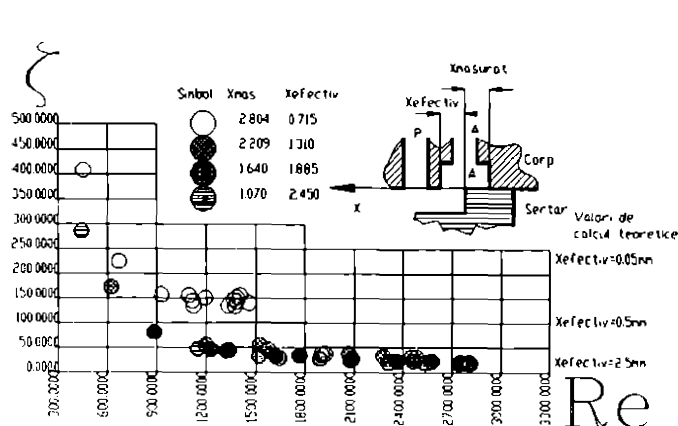 ζ
Simbol Xmas Xefectiv
2.804 0.715
2.209 1.310
1.640 1.885
1.070 2.450
500.0000
450.0000
400.0000
350.0000
300.0000
250.0000
200.0000
150.0000
100.0000
50.0000
0.0000
300.0000
600.0000
900.0000
1200.0000
1500.0000
1800.0000
2100.0000
2400.0000
2700.0000
3000.0000
3300.0000
Re
Xmasurat
Xefectiv
P
A
A
Corp
Sertar
X
Valori de
calcul teoretice
Xefectiv=0.05mm
Xefectiv=0.5mm
Xefectiv=2.5mm